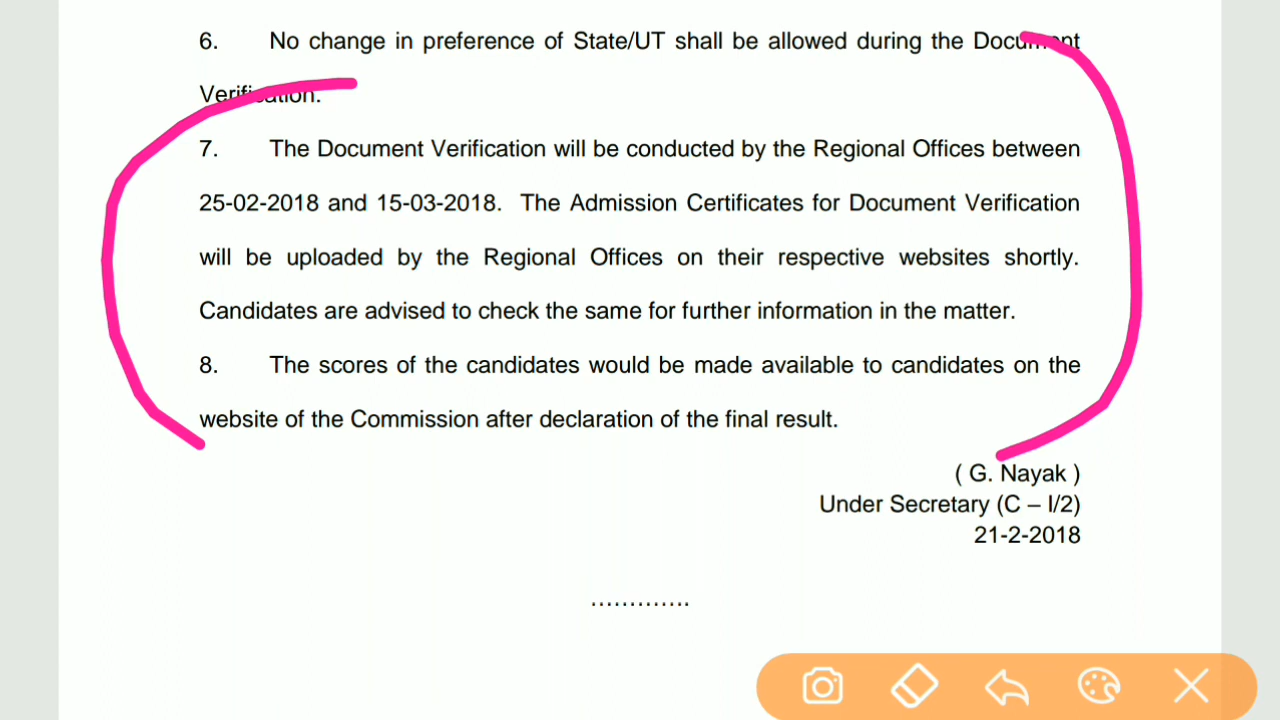 6. No change in preference of State/UT shall be allowed during the Document
Verification.
7. The Document Verification will be conducted by the Regional Offices between
25-02-2018 and 15-03-2018. The Admission Certificates for Document Verification
will be uploaded by the Regional Offices on their respective websites shortly.
Candidates are advised to check the same for further information in the matter.
8. The scores of the candidates would be made available to candidates on the
website of the Commission after declaration of the final result.
( G. Nayak )
Under Secretary (C – I/2)
21-2-2018
.............